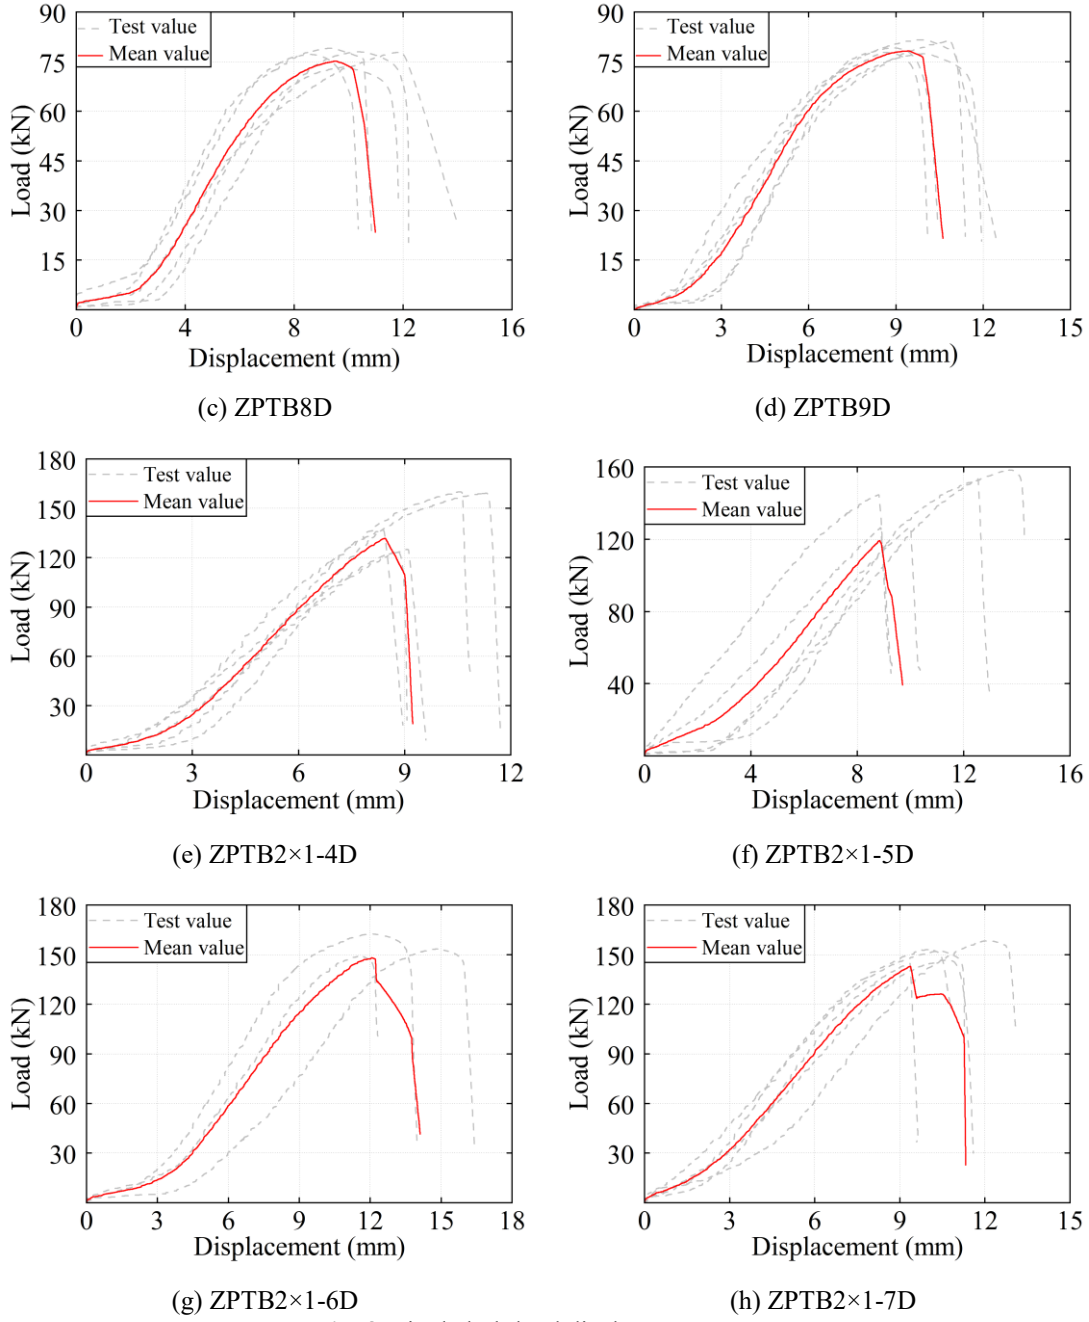 90
75
60
45
30
15
Load (kN)
Test value
Mean value
0 4 8 12 16
Displacement (mm)
(c) ZPTB8D
90
75
60
45
30
15
Load (kN)
Test value
Mean value
0 3 6 9 12 15
Displacement (mm)
(d) ZPTB9D
180
150
120
90
60
30
Load (kN)
Test value
Mean value
0 3 6 9 12
Displacement (mm)
(e) ZPTB2×1-4D
160
120
80
40
Load (kN)
Test value
Mean value
0 4 8 12 16
Displacement (mm)
(f) ZPTB2×1-5D
180
150
120
90
60
30
Load (kN)
Test value
Mean value
0 3 6 9 12 15 18
Displacement (mm)
(g) ZPTB2×1-6D
180
150
120
90
60
30
Load (kN)
Test value
Mean value
0 3 6 9 12 15
Displacement (mm)
(h) ZPTB2×1-7D